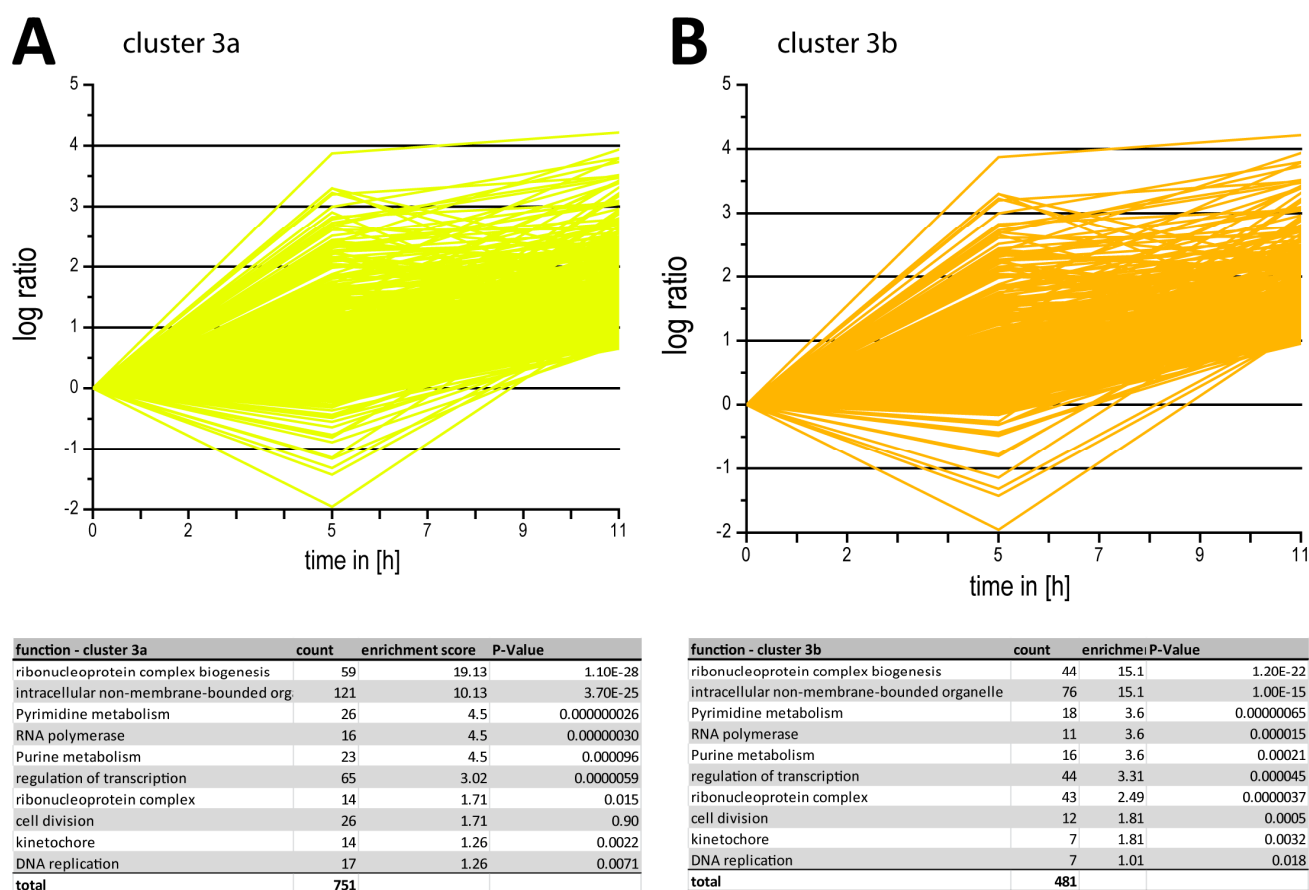 A cluster 3a
5
4
3
2
1
0
-1
-2
log ratio
0 2 5 7 9 11
time in [h]
B cluster 3b
5
4
3
2
1
0
-1
-2
log ratio
0 2 5 7 9 11
time in [h]
function - cluster 3a count enrichment score P-Value
ribonucleoprotein complex biogenesis 59 19.13 1.10E-28
intracellular non-membrane-bounded org 121 10.13 3.70E-25
Pyrimidine metabolism 26 4.5 0.000000026
RNA polymerase 16 4.5 0.00000030
Purine metabolism 23 4.5 0.000096
regulation of transcription 65 3.02 0.0000059
ribonucleoprotein complex 14 1.71 0.015
cell division 26 1.71 0.90
kinetochore 14 1.26 0.0022
DNA replication 17 1.26 0.0071
total 751
function - cluster 3b count enrichme P-Value
ribonucleoprotein complex biogenesis 44 15.1 1.20E-22
intracellular non-membrane-bounded organelle 76 15.1 1.00E-15
Pyrimidine metabolism 18 3.6 0.00000065
RNA polymerase 11 3.6 0.000015
Purine metabolism 16 3.6 0.00021
regulation of transcription 44 3.31 0.000045
ribonucleoprotein complex 43 2.49 0.0000037
cell division 12 1.81 0.0005
kinetochore 7 1.81 0.0032
DNA replication 7 1.01 0.018
total 481